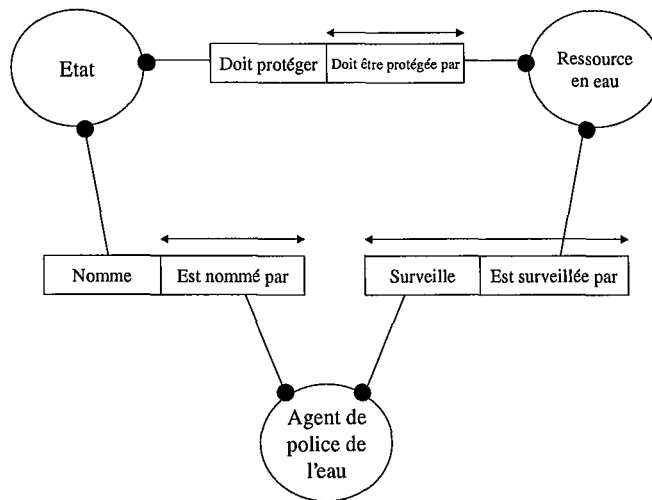 Etat
Doit protéger
Doit être protégée par
Ressource
en eau
Nomme
Est nommé par
Surveille
Est surveillée par
Agent de
police de
l'eau